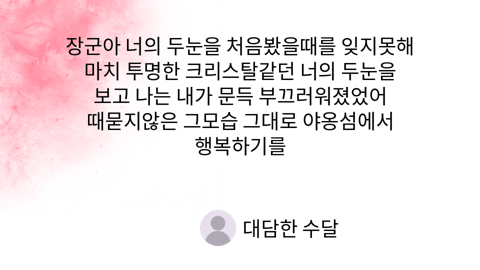 장군아 너의 두눈을 처음봤을때를 잊지못해
마치 투명한 크리스탈같던 너의 두눈을
보고 나는 내가 문득 부끄러워졌었어
때묻지않은 그모습 그대로 야옹섬에서
행복하기를
대담한 수달